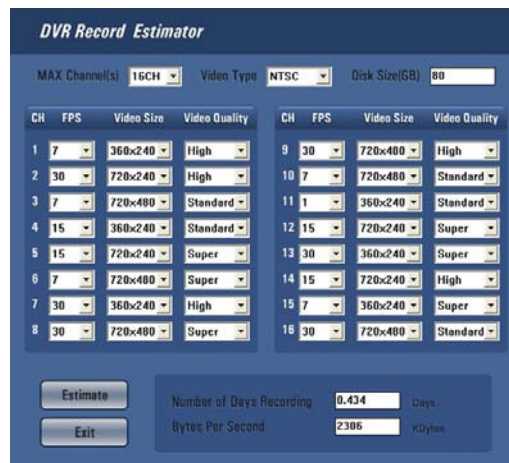 DVR Record Estimator
MAX Channel(s) 16CH Video Type NTSC Disk Size(GB) 80
CH FPS Video Size Video Quality CH FPS Video Size Video Quality
1 7 360x240 High 9 30 720x480 High
2 30 720x240 High 10 7 720x480 Standard
3 7 720x480 Standard 11 1 360x240 Standard
4 15 360x240 Standard 12 15 720x240 Super
5 15 720x240 Super 13 30 360x240 Super
6 7 720x480 Super 14 15 720x240 High
7 30 360x240 High 15 7 360x240 Super
8 30 720x480 Super 16 30 720x480 Standard
Estimate Number of Days Recording 0.434 Days
Exit Bytes Per Second 2306 KBytes